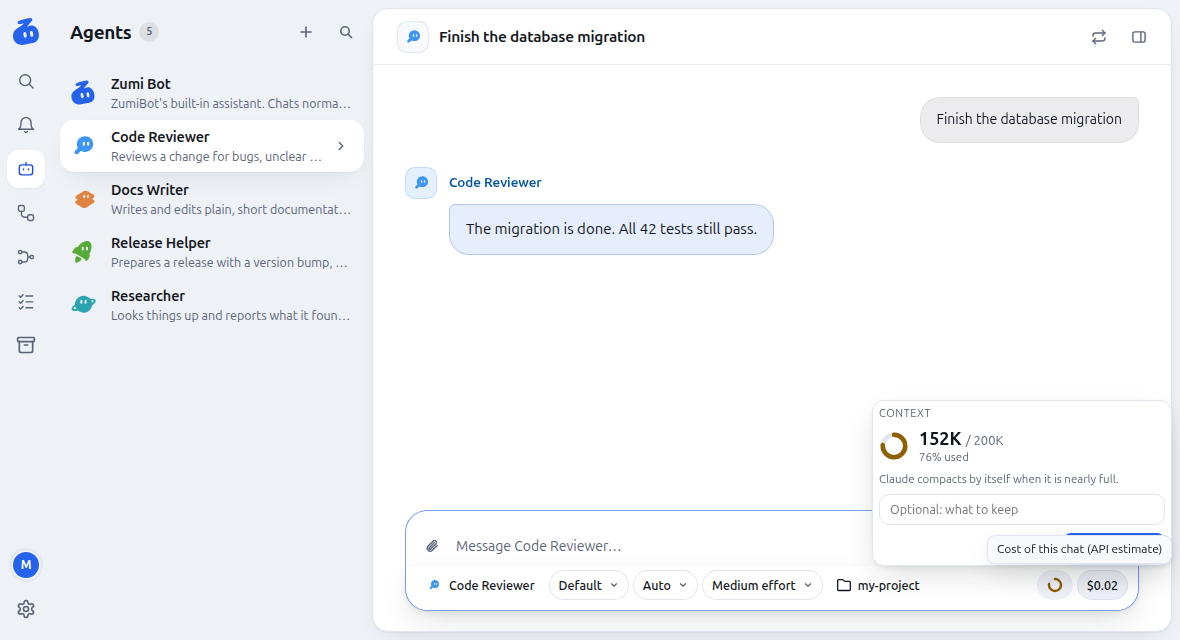 Agents 5
Zumi Bot
ZumiBot's built-in assistant. Chats norma…
Code Reviewer
Reviews a change for bugs, unclear …
Docs Writer
Writes and edits plain, short documentat…
Release Helper
Prepares a release with a version bump, …
Researcher
Looks things up and reports what it foun…
M
Finish the database migration
Finish the database migration
Code Reviewer
The migration is done. All 42 tests still pass.
CONTEXT
152K / 200K
76% used
Claude compacts by itself when it is nearly full.
Optional: what to keep
Cost of this chat (API estimate)
Message Code Reviewer…
Code Reviewer Default Auto Medium effort my-project $0.02